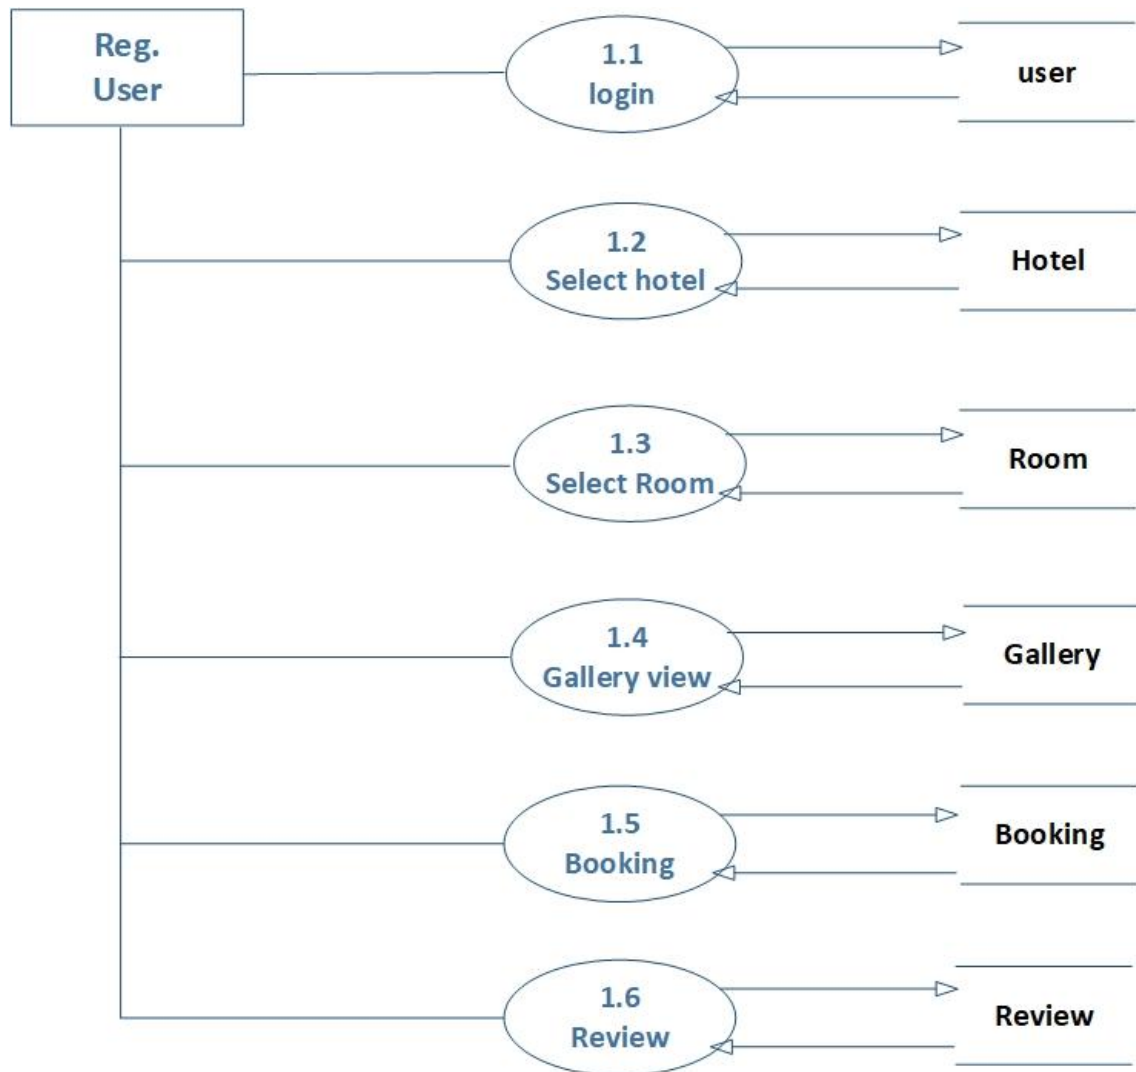 Reg.
User
1.1
login
user
1.2
Select hotel
Hotel
1.3
Select Room
Room
1.4
Gallery view
Gallery
1.5
Booking
Booking
1.6
Review
Review